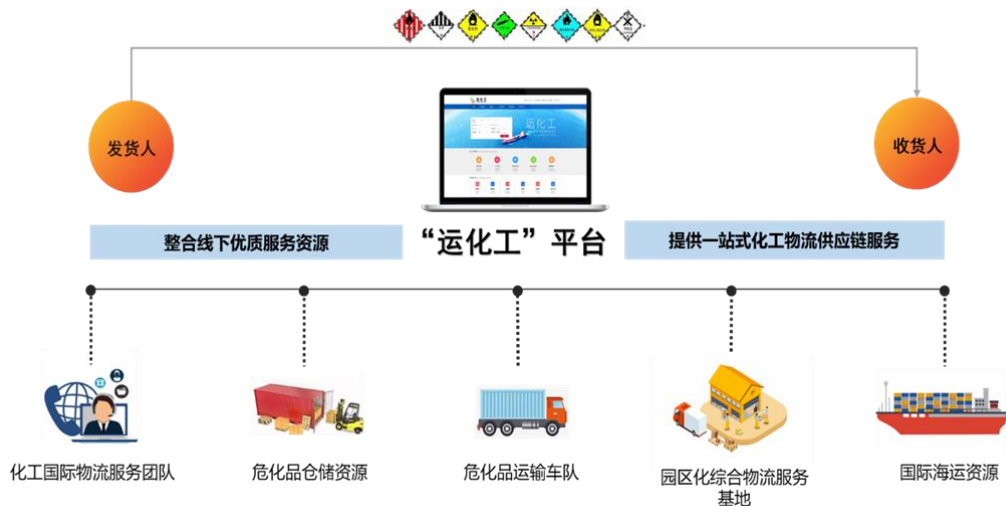 发货人
收货人
运化工
整合线下优质服务资源
“运化工”平台
提供一站式化工物流供应链服务
化工国际物流服务团队
危化品仓储资源
危化品运输车队
园区化综合物流服务
基地
国际海运资源